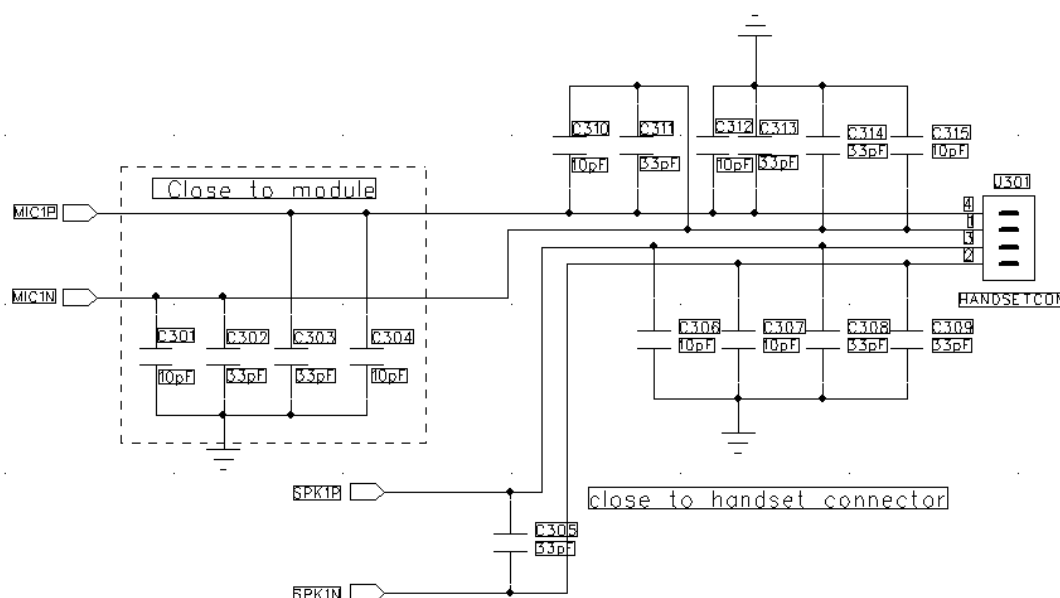 C310
10pF
C311
33pF
C312
10pF
C313
33pF
C314
33pF
C315
10pF
Close to module
J301
MIC1P
4
1
3
2
MIC1N
HANDSETCON
C301
10pF
C302
33pF
C303
33pF
C304
10pF
C306
10pF
C307
10pF
C308
33pF
C309
33pF
SPK1P
close to handset connector
C305
33pF
SPK1N